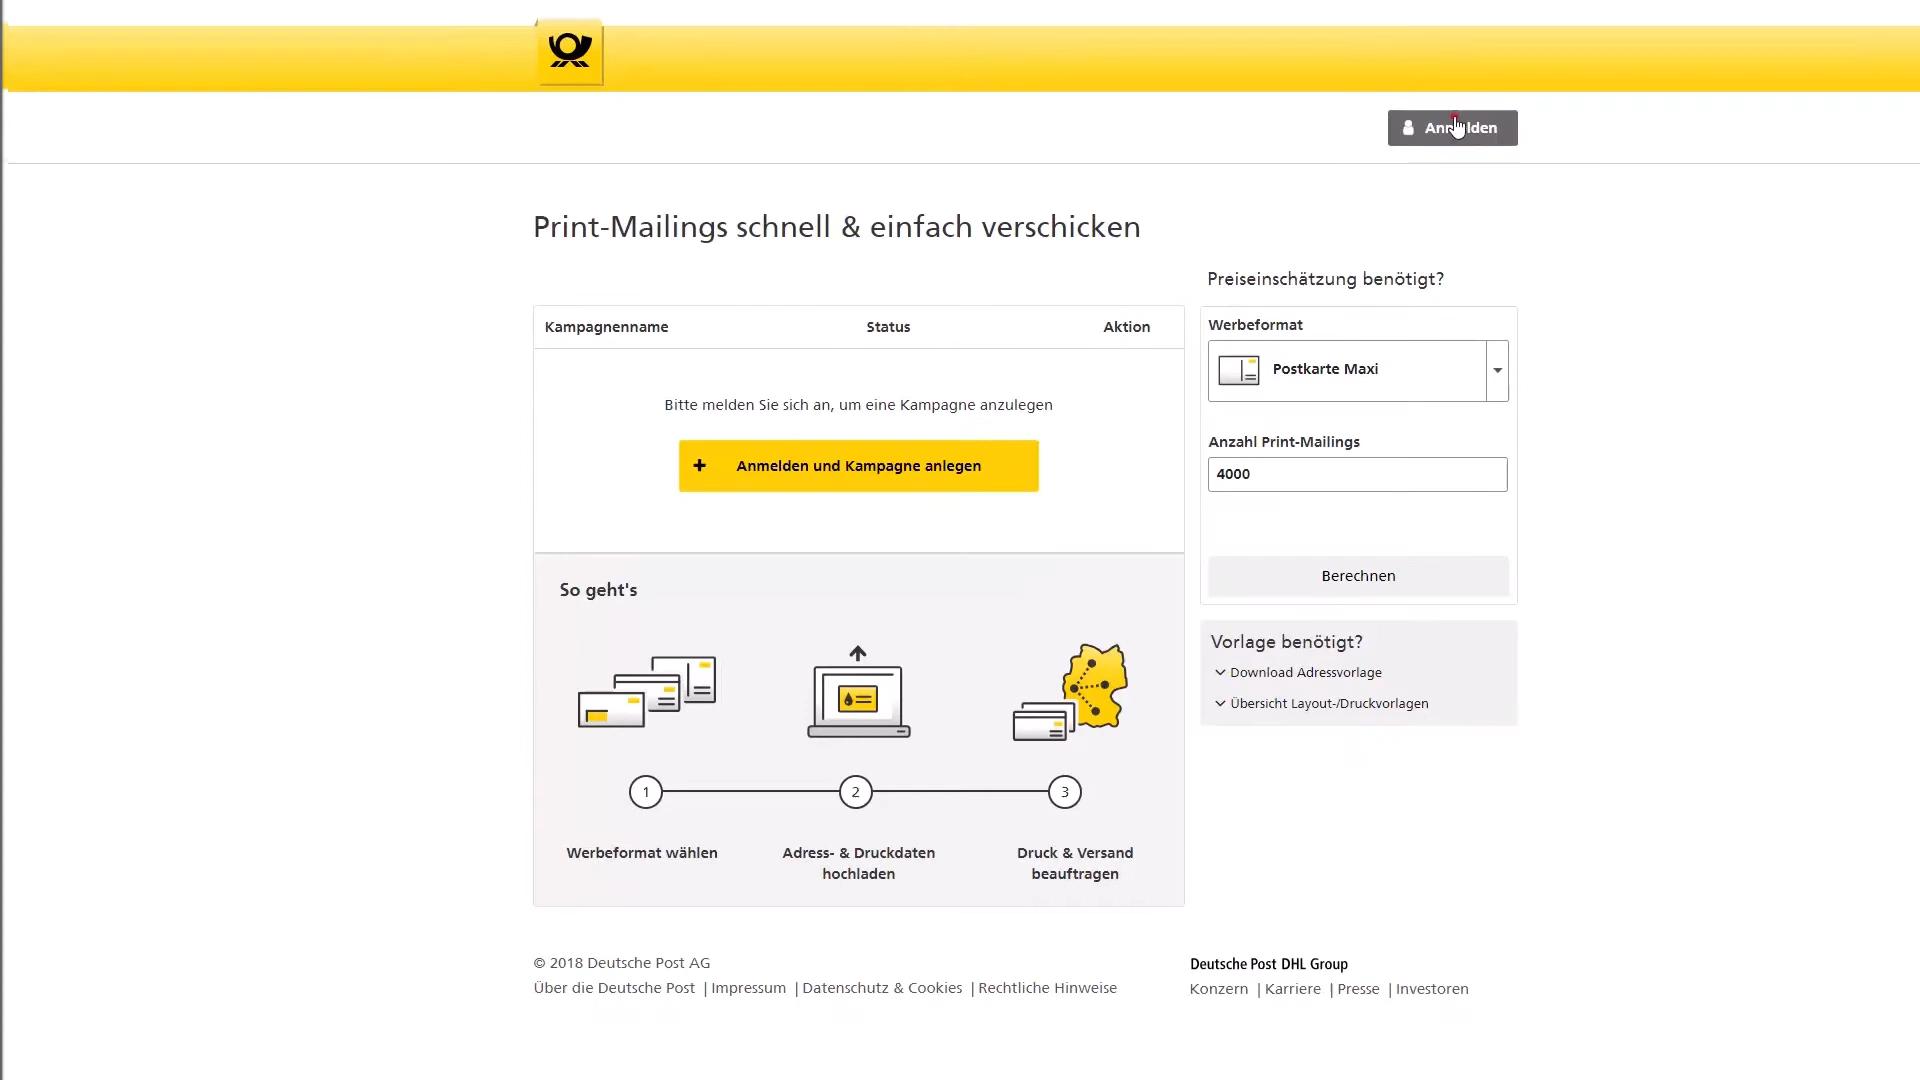 Anmelden
Print-Mailings schnell & einfach verschicken
Preiseinschätzung benötigt?
Kampagnenname Status Aktion
Bitte melden Sie sich an, um eine Kampagne anzulegen
+ Anmelden und Kampagne anlegen
Werbeformat
Postkarte Maxi
Anzahl Print-Mailings
4000
Berechnen
Vorlage benötigt?
Download Adressvorlage
Übersicht Layout-/Druckvorlagen
So geht's
1 2 3
Werbeformat wählen
Adress- & Druckdaten
hochladen
Druck & Versand
beauftragen
© 2018 Deutsche Post AG
Über die Deutsche Post | Impressum | Datenschutz & Cookies | Rechtliche Hinweise
Deutsche Post DHL Group
Konzern | Karriere | Presse | Investoren